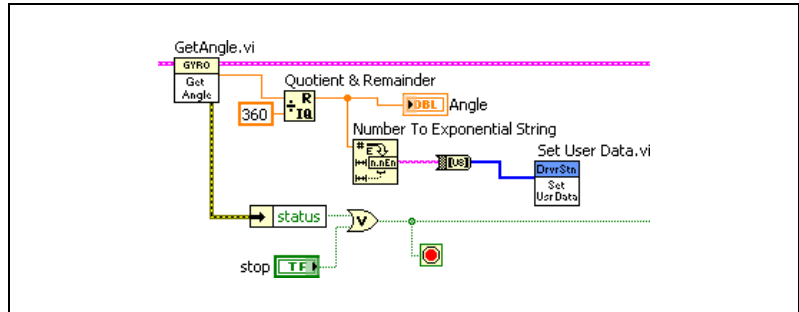 GetAngle.vi
GYRO
Get
Angle
Quotient & Remainder
R
IQ
360
DBL Angle
Number To Exponential String
#
E
n.nEn
[U8]
Set User Data.vi
DrvrStn
Set
UsrData
status
V
stop TF